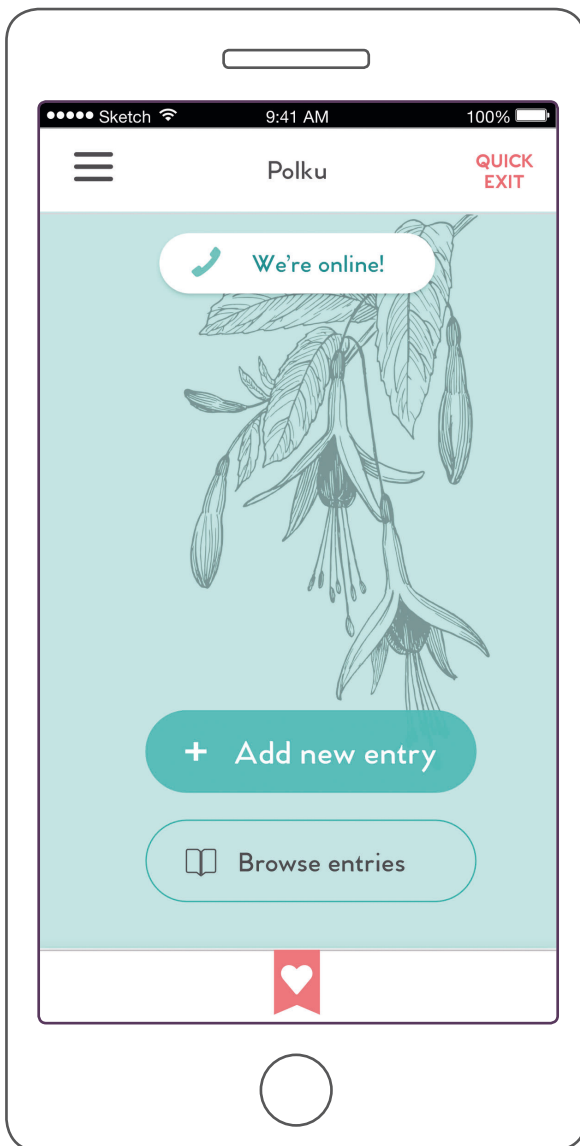 Sketch 9:41 AM 100%
Polku
QUICK
EXIT
We're online!
+ Add new entry
Browse entries